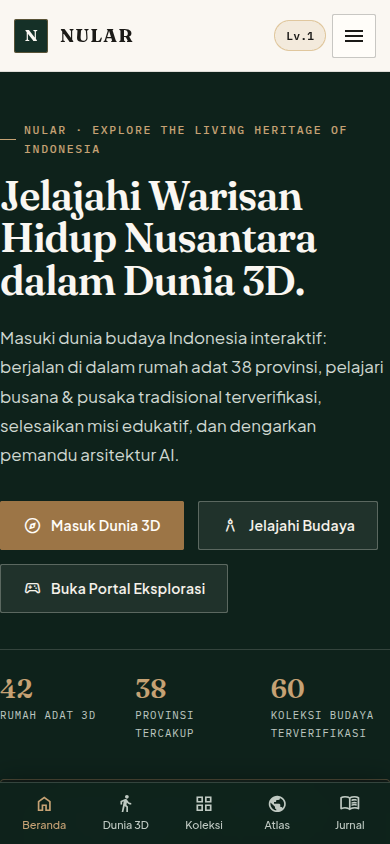 N NULAR Lv.1
NULAR · EXPLORE THE LIVING HERITAGE OF
INDONESIA
Jelajahi Warisan
Hidup Nusantara
dalam Dunia 3D.
Masuki dunia budaya Indonesia interaktif:
berjalan di dalam rumah adat 38 provinsi, pelajari
busana & pusaka tradisional terverifikasi,
selesaikan misi edukatif, dan dengarkan
pemandu arsitektur AI.
Masuk Dunia 3D Jelajahi Budaya
Buka Portal Eksplorasi
42 38 60
RUMAH ADAT 3D PROVINSI KOLEKSI BUDAYA
TERCAKUP TERVERIFIKASI
Beranda Dunia 3D Koleksi Atlas Jurnal